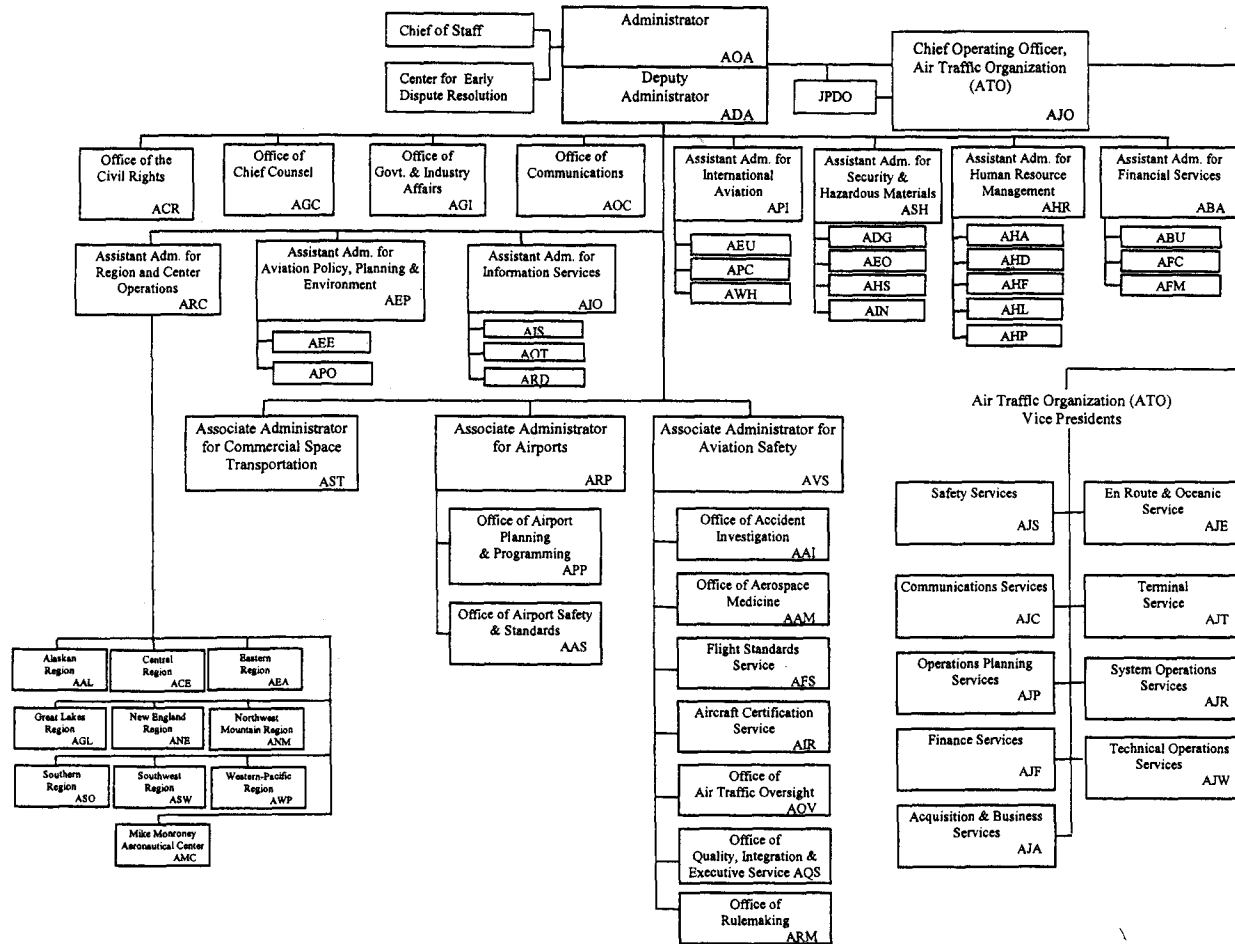 Chief of Staff
Administrator
AOA
Center for Early
Dispute Resolution
Deputy
Administrator
ADA
JPDO
Chief Operating Officer,
Air Traffic Organization
(ATO)
AJO
Office of the
Civil Rights
ACR
Office of
Chief Counsel
AGC
Office of
Govt. & Industry
Affairs
AGI
Office of
Communications
AOC
Assistant Adm. for
International
Aviation
API
AEU
APC
AWH
Assistant Adm. for
Security &
Hazardous Materials
ASH
ADG
AEO
AHS
AIN
Assistant Adm. for
Human Resource
Management
AHR
AHA
AHD
AHF
AHL
AHP
Assistant Adm. for
Financial Services
ABA
ABU
AFC
AFM
Assistant Adm. for
Region and Center
Operations
ARC
Assistant Adm. for
Aviation Policy, Planning &
Environment
AEP
AEE
APO
Assistant Adm. for
Information Services
AIO
AIS
AOT
ARD
Associate Administrator
for Commercial Space
Transportation
AST
Associate Administrator
for Airports
ARP
Office of Airport
Planning
& Programming
APP
Office of Airport Safety
& Standards
AAS
Associate Administrator for
Aviation Safety
AVS
Office of Accident
Investigation
AAI
Office of Aerospace
Medicine
AAM
Flight Standards
Service
AFS
Aircraft Certification
Service
AIR
Office of
Air Traffic Oversight
AOV
Office of
Quality, Integration &
Executive Service AQS
Office of
Rulemaking
ARM
Air Traffic Organization (ATO)
Vice Presidents
Safety Services
AJS
En Route & Oceanic
Service
AJE
Communications Services
AJC
Terminal
Service
AJT
Operations Planning
Services
AJP
System Operations
Services
AJR
Finance Services
AJF
Technical Operations
Services
AJW
Acquisition & Business
Services
AJA
Alaskan
Region
AAL
Central
Region
ACE
Eastern
Region
AEA
Great Lakes
Region
AGL
New England
Region
ANE
Northwest
Mountain Region
ANM
Southern
Region
ASO
Southwest
Region
ASW
Western-Pacific
Region
AWP
Mike Monroney
Aeronautical Center
AMC